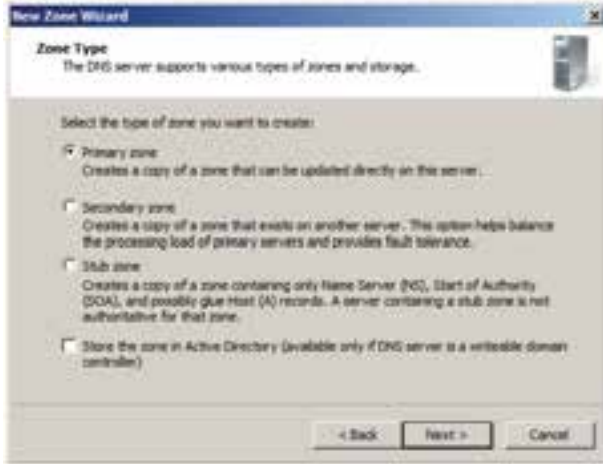 New Zone Wizard
Zone Type
The DNS server supports various types of zones and storage.
Select the type of zone you want to create:
Primary zone
Creates a copy of a zone that can be updated directly on this server.
Secondary zone
Creates a copy of a zone that exists on another server. This option helps balance
the processing load of primary servers and provides fault tolerance.
Stub zone
Creates a copy of a zone containing only Name Server (NS), Start of Authority
(SOA), and possibly glue Host (A) records. A server containing a stub zone is not
authoritative for that zone.
Store the zone in Active Directory (available only if DNS server is a writeable domain
controller)
< Back Next > Cancel